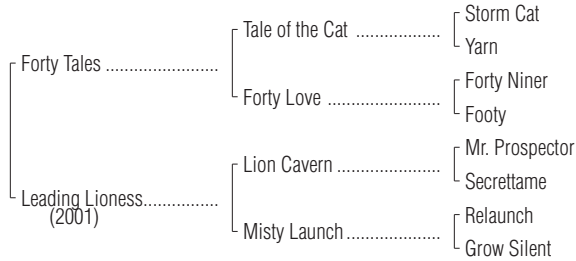 Storm Cat
Tale of the Cat ..................
Yarn
Forty Tales ........................
Forty Niner
Forty Love ........................
Footy
Mr. Prospector
Lion Cavern ......................
Secrettame
Leading Lioness................
(2001)
Relaunch
Misty Launch ....................
Grow Silent